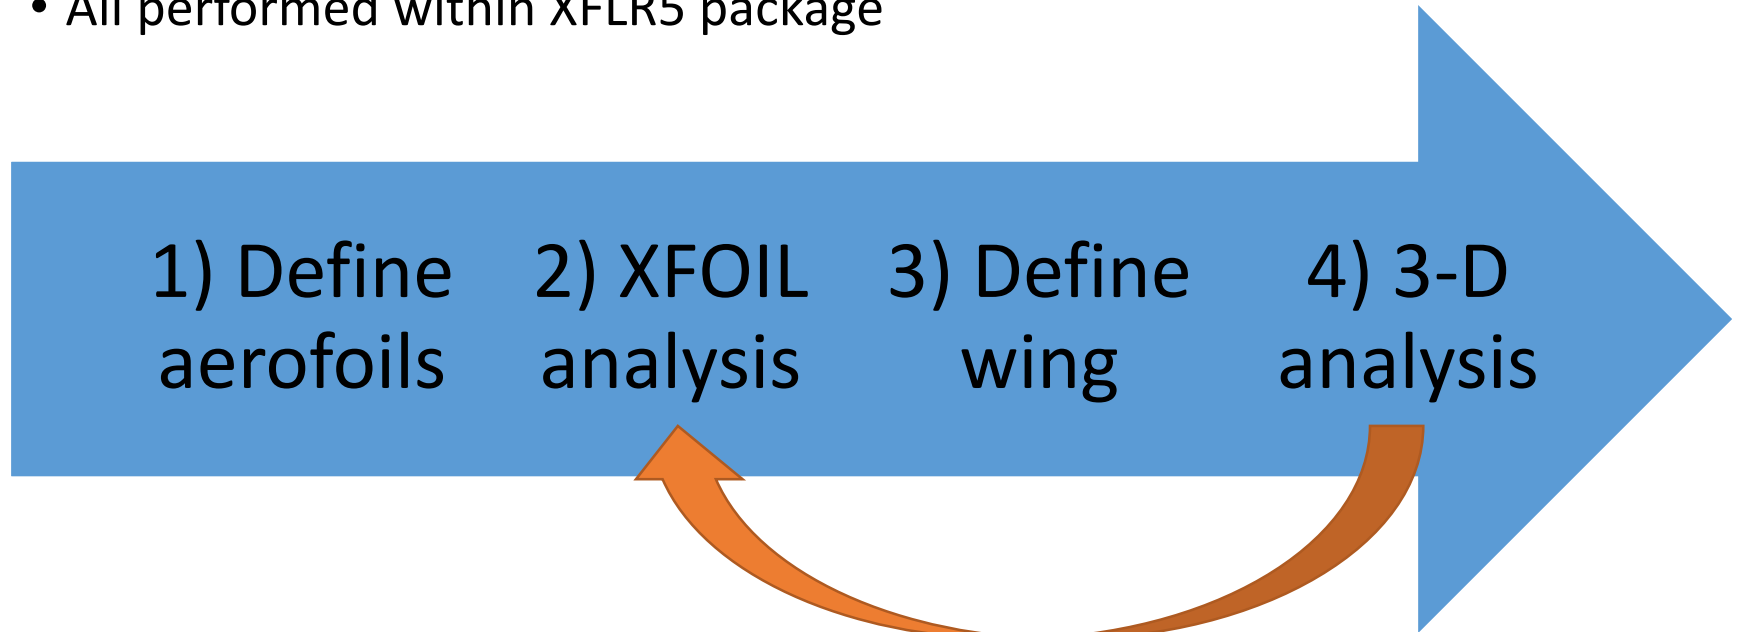 • All performed within XFLR5 package
1) Define 2) XFOIL 3) Define 4) 3-D
aerofoils analysis wing analysis